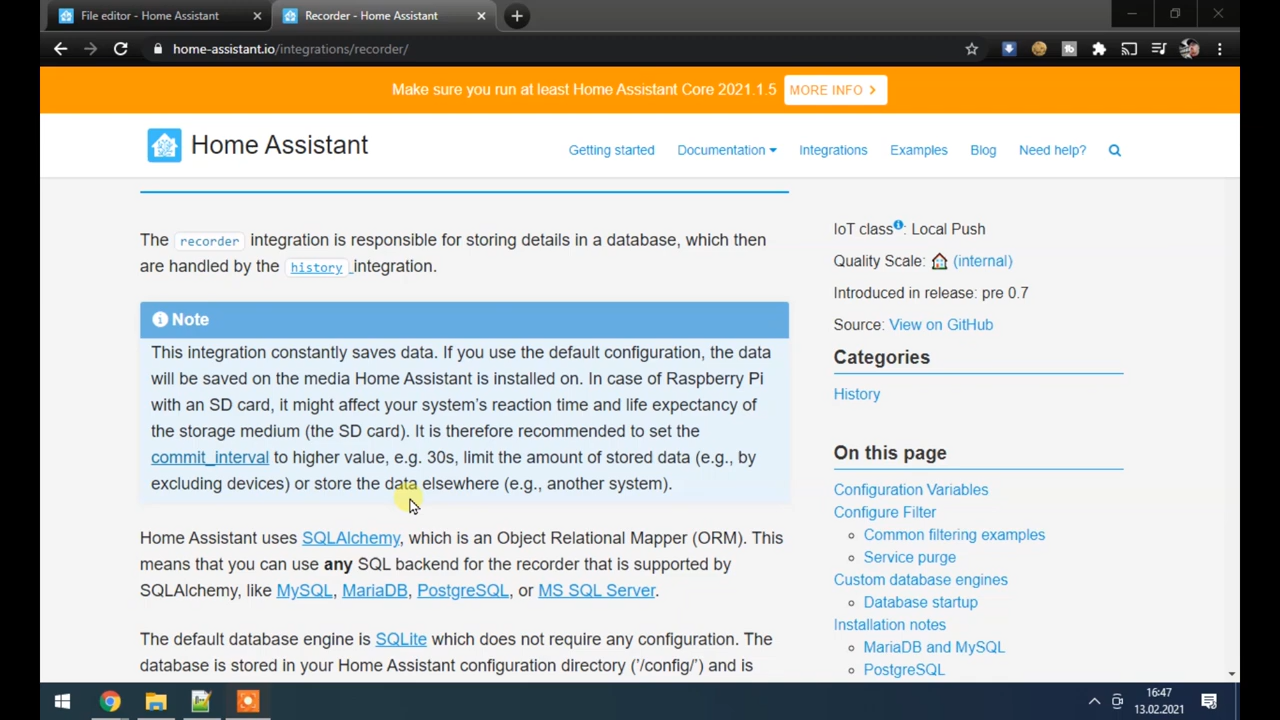 File editor - Home Assistant
Recorder - Home Assistant
home-assistant.io/integrations/recorder/
Make sure you run at least Home Assistant Core 2021.1.5
MORE INFO
Home Assistant
Getting started
Documentation
Integrations
Examples
Blog
Need help?
The recorder integration is responsible for storing details in a database, which then
are handled by the history integration.
Note
This integration constantly saves data. If you use the default configuration, the data
will be saved on the media Home Assistant is installed on. In case of Raspberry Pi
with an SD card, it might affect your system's reaction time and life expectancy of
the storage medium (the SD card). It is therefore recommended to set the
commit_interval to higher value, e.g. 30s, limit the amount of stored data (e.g., by
excluding devices) or store the data elsewhere (e.g., another system).
Home Assistant uses SQLAlchemy, which is an Object Relational Mapper (ORM). This
means that you can use any SQL backend for the recorder that is supported by
SQLAlchemy, like MySQL, MariaDB, PostgreSQL, or MS SQL Server.
The default database engine is SQLite which does not require any configuration. The
database is stored in your Home Assistant configuration directory ('/config/') and is
IoT class: Local Push
Quality Scale: (internal)
Introduced in release: pre 0.7
Source: View on GitHub
Categories
History
On this page
Configuration Variables
Configure Filter
Common filtering examples
Service purge
Custom database engines
Database startup
Installation notes
MariaDB and MySQL
PostgreSQL
16:47
13.02.2021